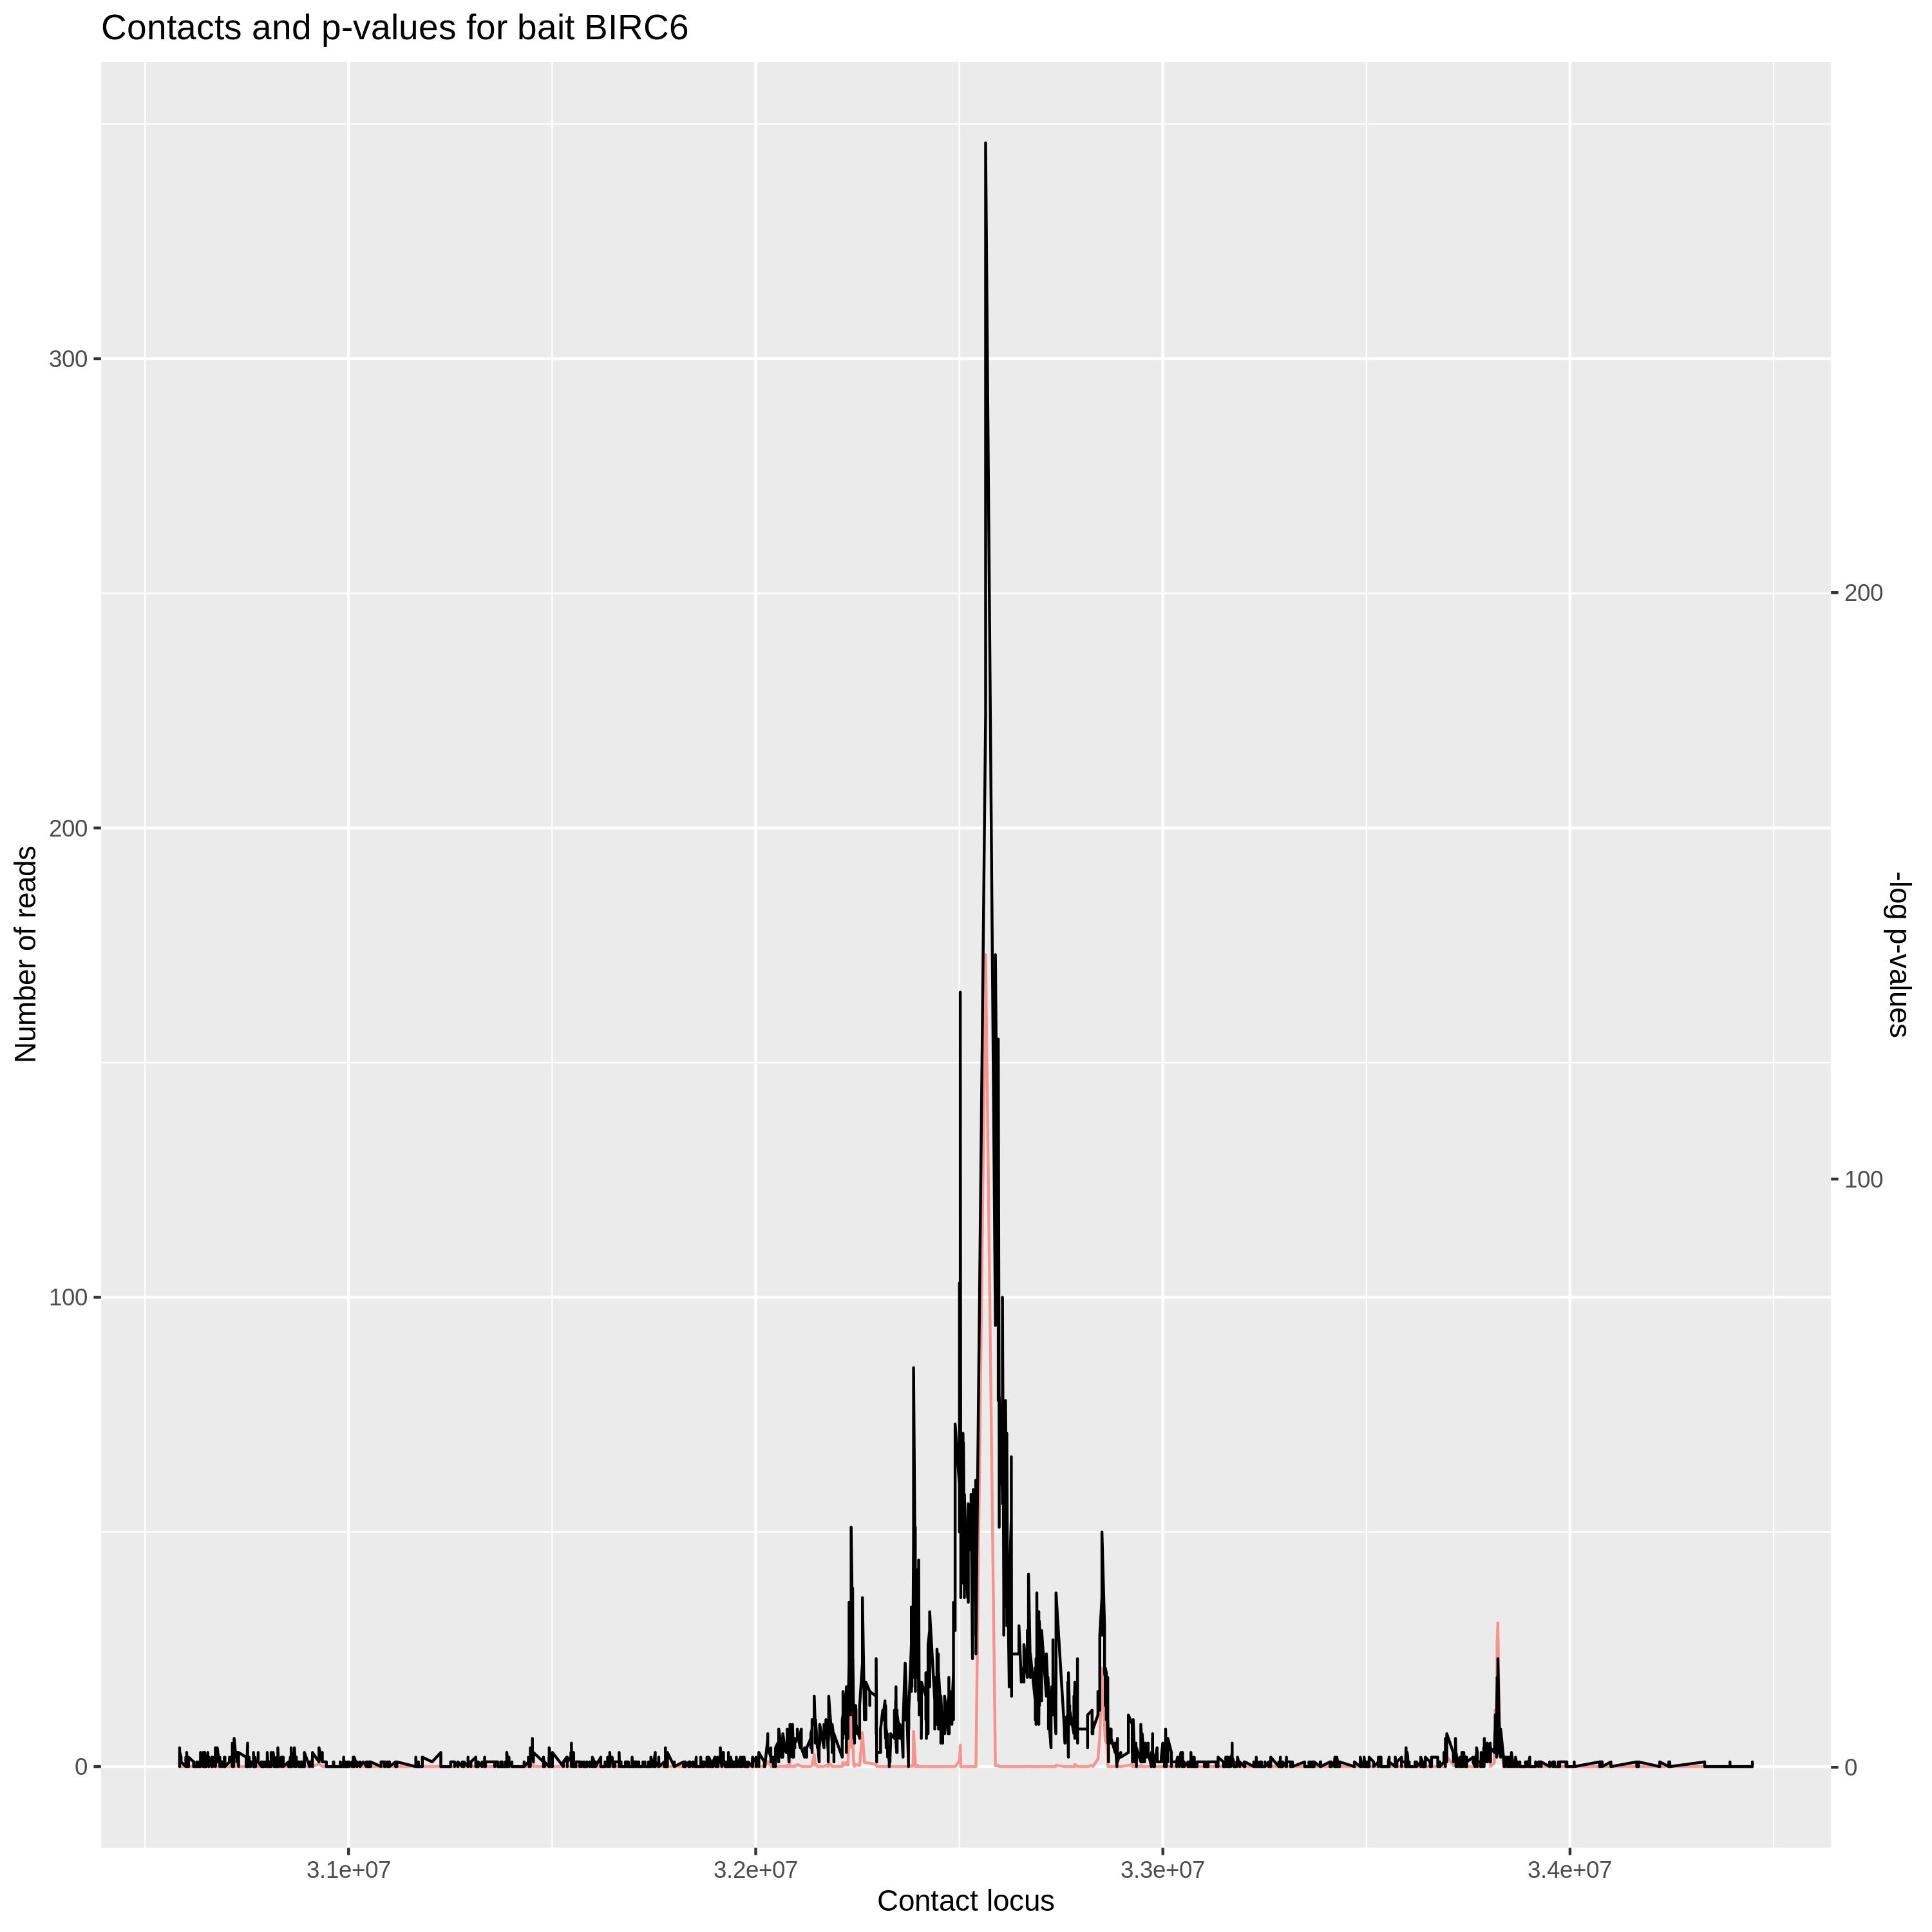 Contacts and p-values for bait BIRC6
300
200
100
0
Number of reads
200
100
0
-log p-values
3.1e+07 3.2e+07 3.3e+07 3.4e+07
Contact locus